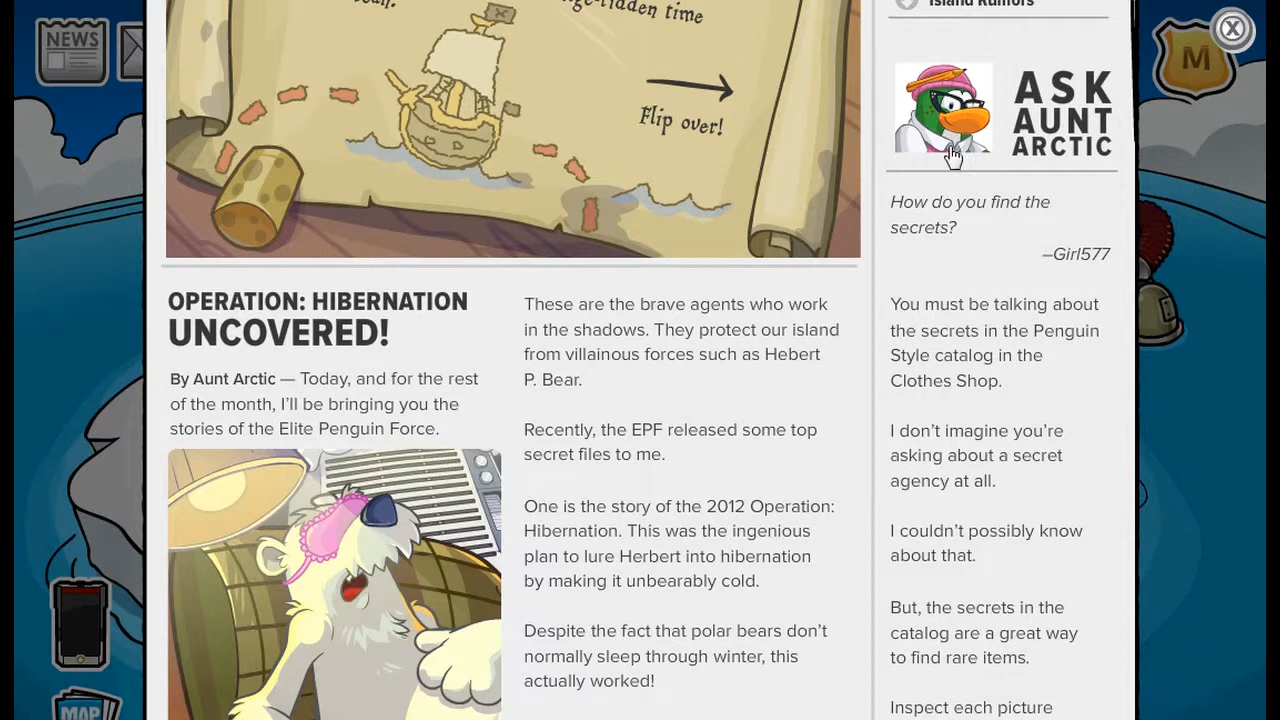 NEWS
-hidden time
Flip over!
Island Rumors
M
ASK
AUNT
ARCTIC
How do you find the
secrets?
–Girl577
You must be talking about
the secrets in the Penguin
Style catalog in the
Clothes Shop.
I don't imagine you're
asking about a secret
agency at all.
I couldn't possibly know
about that.
But, the secrets in the
catalog are a great way
to find rare items.
Inspect each picture
OPERATION: HIBERNATION
UNCOVERED!
By Aunt Arctic — Today, and for the rest
of the month, I'll be bringing you the
stories of the Elite Penguin Force.
These are the brave agents who work
in the shadows. They protect our island
from villainous forces such as Hebert
P. Bear.
Recently, the EPF released some top
secret files to me.
One is the story of the 2012 Operation:
Hibernation. This was the ingenious
plan to lure Herbert into hibernation
by making it unbearably cold.
Despite the fact that polar bears don't
normally sleep through winter, this
actually worked!
MAP